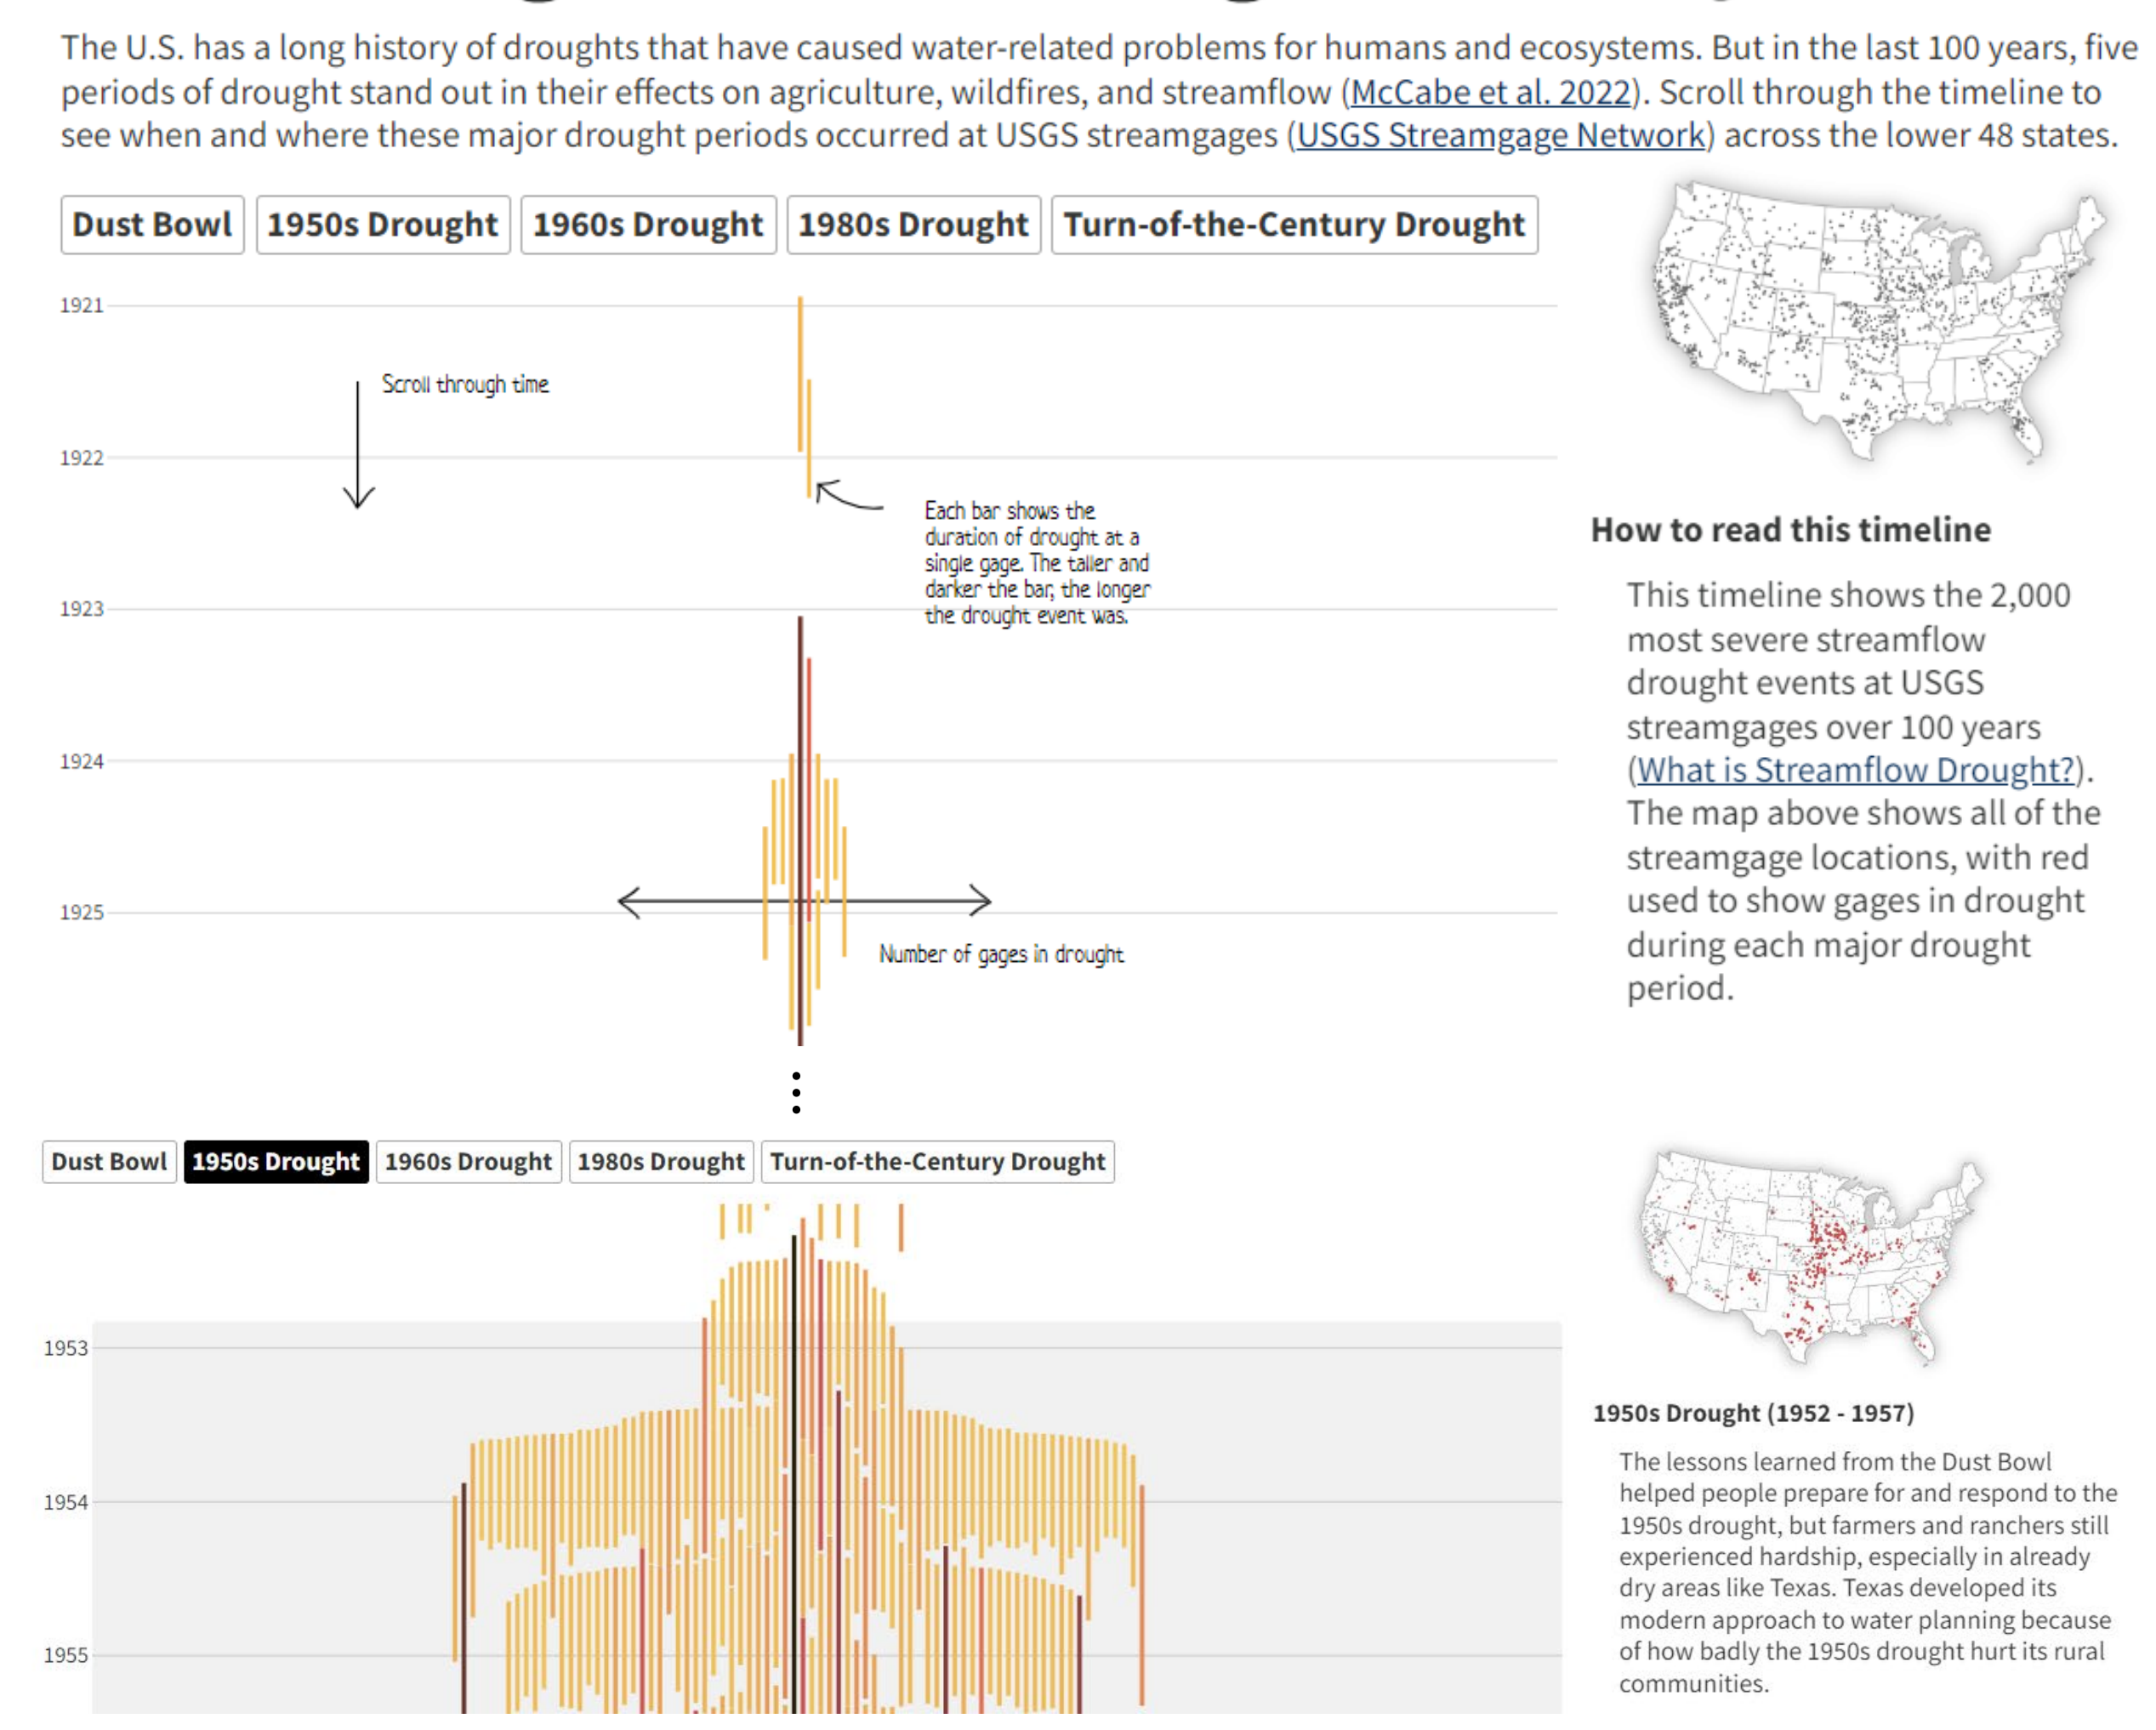 The U.S. has a long history of droughts that have caused water-related problems for humans and ecosystems. But in the last 100 years, five
periods of drought stand out in their effects on agriculture, wildfires, and streamflow (McCabe et al. 2022). Scroll through the timeline to
see when and where these major drought periods occurred at USGS streamgages (USGS Streamgage Network) across the lower 48 states.
Dust Bowl
1950s Drought
1960s Drought
1980s Drought
Turn-of-the-Century Drought
1921
Scroll through time
1922
Each bar shows the
duration of drought at a
single gage. The taller and
darker the bar, the longer
the drought event was.
1923
1924
1925
Number of gages in drought
How to read this timeline
This timeline shows the 2,000
most severe streamflow
drought events at USGS
streamgages over 100 years
(What is Streamflow Drought?).
The map above shows all of the
streamgage locations, with red
used to show gages in drought
during each major drought
period.
Dust Bowl
1950s Drought
1960s Drought
1980s Drought
Turn-of-the-Century Drought
1953
1954
1955
1950s Drought (1952 - 1957)
The lessons learned from the Dust Bowl
helped people prepare for and respond to the
1950s drought, but farmers and ranchers still
experienced hardship, especially in already
dry areas like Texas. Texas developed its
modern approach to water planning because
of how badly the 1950s drought hurt its rural
communities.